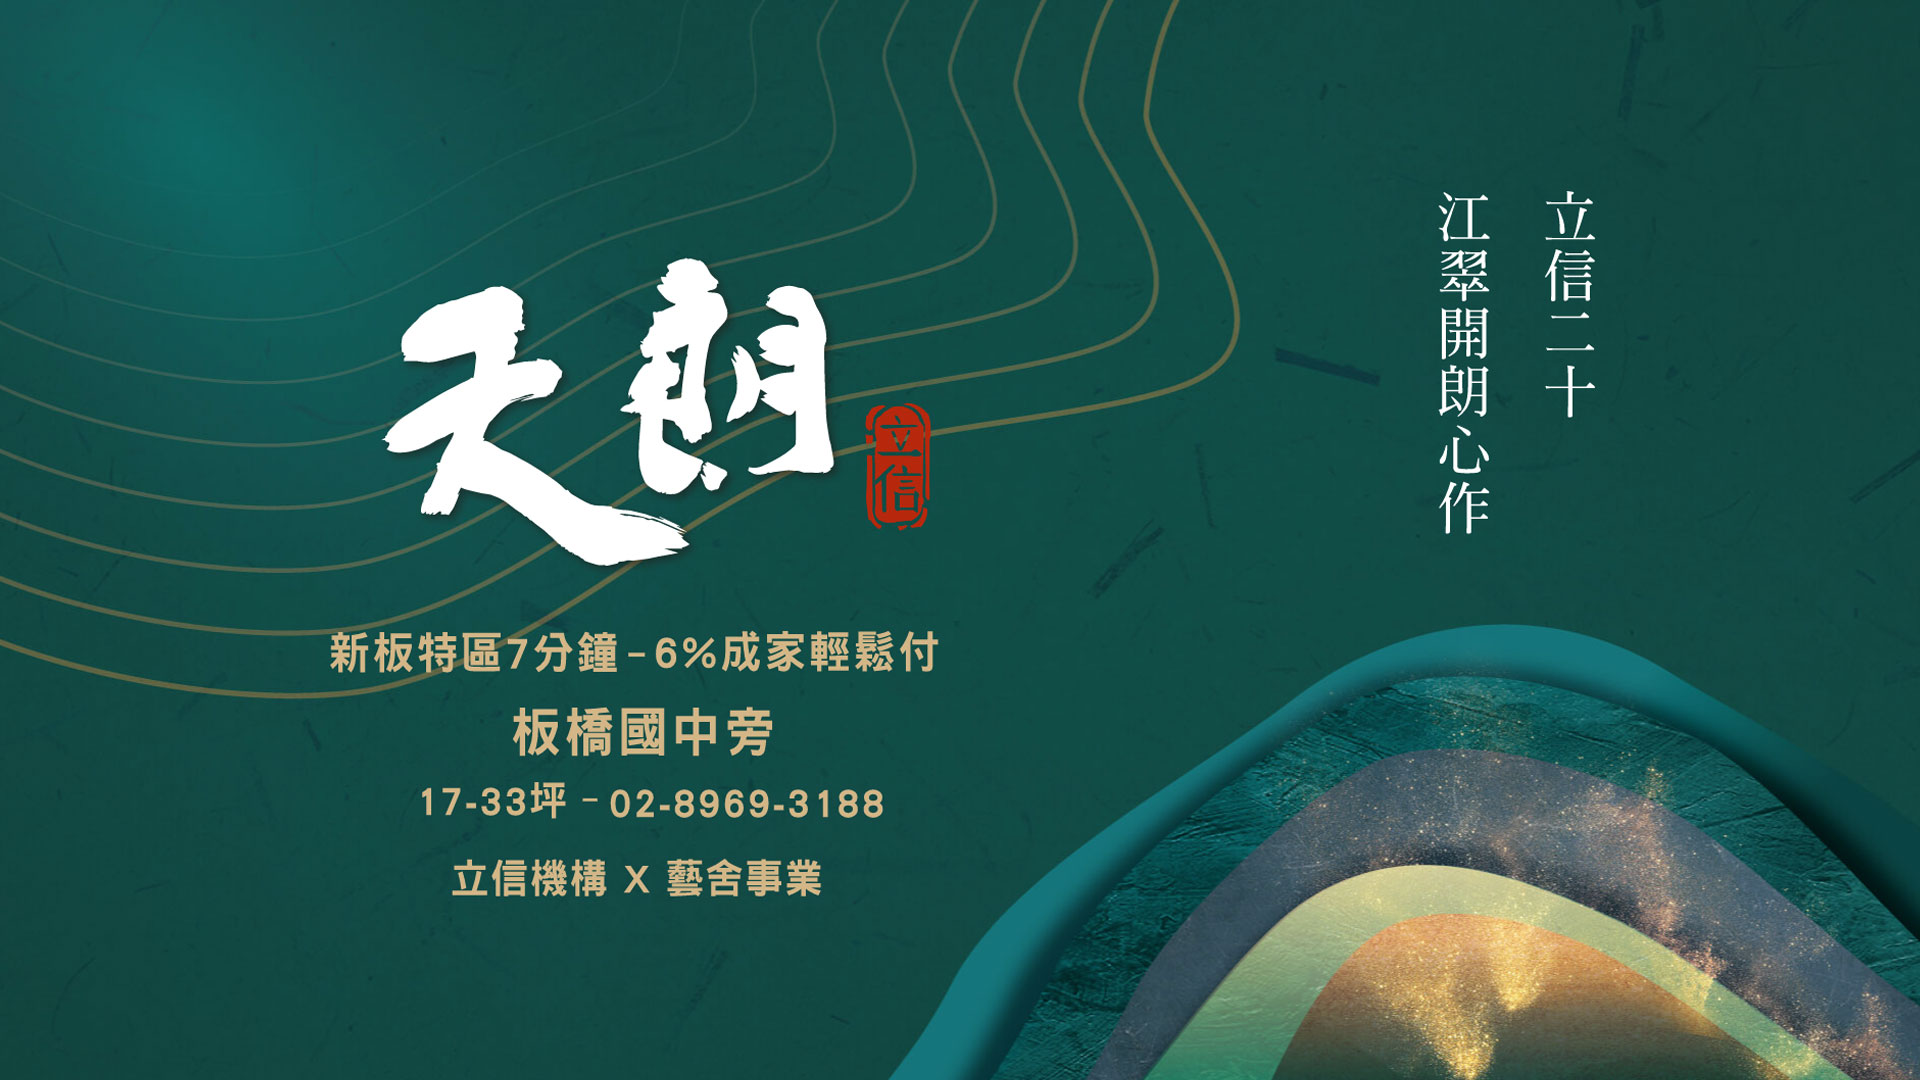 立信二十
江翠開朗心作
天朗
立信
新板特區7分鐘–6%成家輕鬆付
板橋國中旁
17-33坪 – 02-8969-3188
立信機構 X 藝舍事業